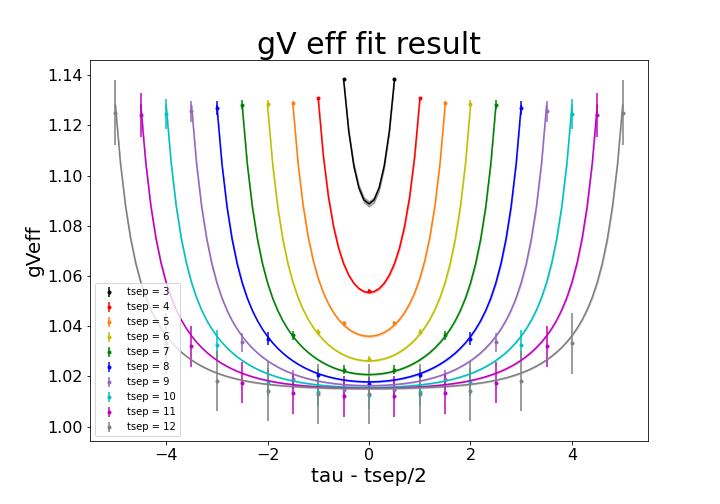 gV eff fit result
gVeff
1.14
1.12
1.10
1.08
1.06
1.04
1.02
1.00
tsep = 3
tsep = 4
tsep = 5
tsep = 6
tsep = 7
tsep = 8
tsep = 9
tsep = 10
tsep = 11
tsep = 12
−4 −2 0 2 4
tau - tsep/2